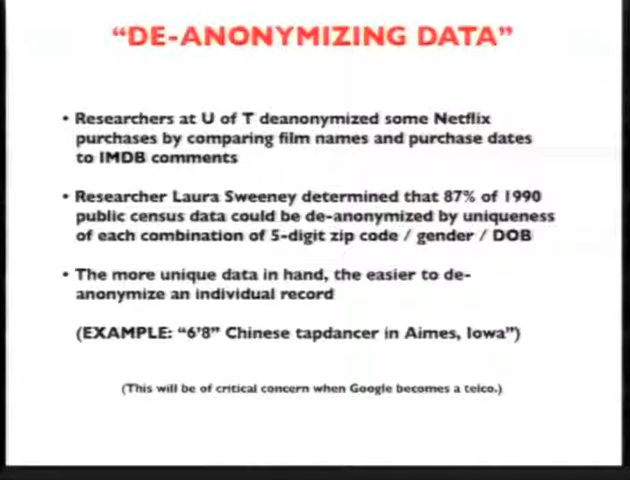 “DE-ANONYMIZING DATA”
• Researchers at U of T deanonymized some Netflix
purchases by comparing film names and purchase dates
to IMDB comments
• Researcher Laura Sweeney determined that 87% of 1990
public census data could be de-anonymized by uniqueness
of each combination of 5-digit zip code / gender / DOB
• The more unique data in hand, the easier to de-
anonymize an individual record
(EXAMPLE: “6’8” Chinese tapdancer in Aimes, Iowa”)
(This will be of critical concern when Google becomes a telco.)